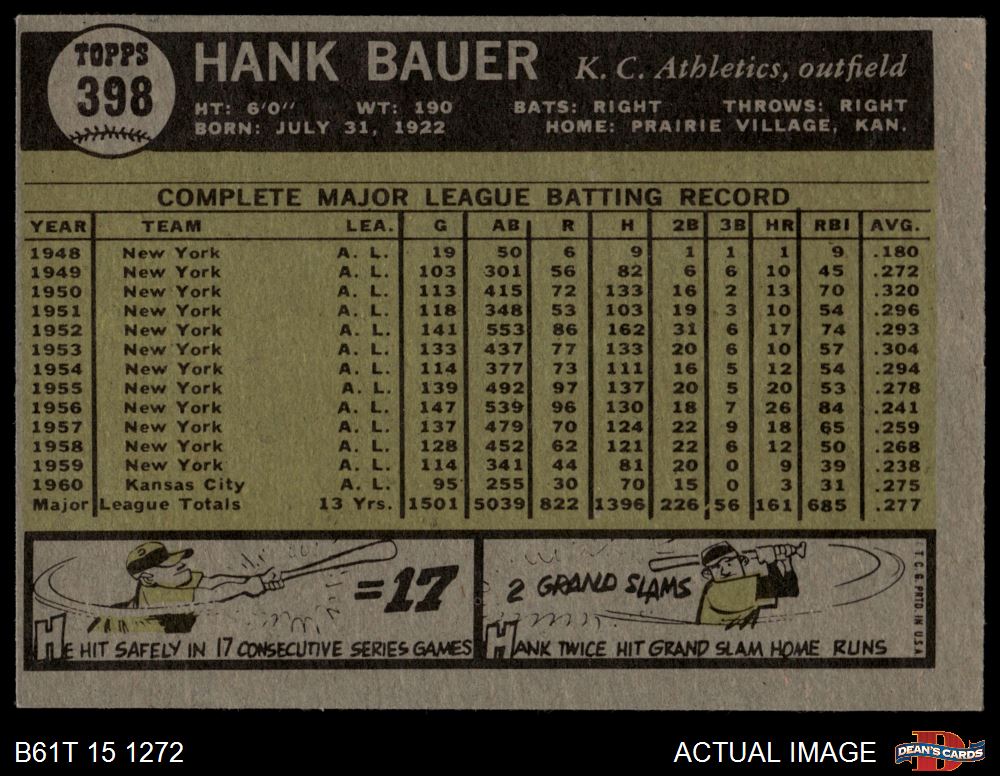 TOPPS
398
HANK BAUER K. C. Athletics, outfield
HT: 6'0" WT: 190 BATS: RIGHT THROWS: RIGHT
BORN: JULY 31, 1922 HOME: PRAIRIE VILLAGE, KAN.
COMPLETE MAJOR LEAGUE BATTING RECORD
YEAR TEAM LEA. G AB R H 2B 3B HR RBI AVG.
1948 New York A. L. 19 50 6 9 1 1 1 9 .180
1949 New York A. L. 103 301 56 82 6 6 10 45 .272
1950 New York A. L. 113 415 72 133 16 2 13 70 .320
1951 New York A. L. 118 348 53 103 19 3 10 54 .296
1952 New York A. L. 141 553 86 162 31 6 17 74 .293
1953 New York A. L. 133 437 77 133 20 6 10 57 .304
1954 New York A. L. 114 377 73 111 16 5 12 54 .294
1955 New York A. L. 139 492 97 137 20 5 20 53 .278
1956 New York A. L. 147 539 96 130 18 7 26 84 .241
1957 New York A. L. 137 479 70 124 22 9 18 65 .259
1958 New York A. L. 128 452 62 121 22 6 12 50 .268
1959 New York A. L. 114 341 44 81 20 0 9 39 .238
1960 Kansas City A. L. 95 255 30 70 15 0 3 31 .275
Major League Totals 13 Yrs. 1501 5039 822 1396 226 56 161 685 .277
=17
HE HIT SAFELY IN 17 CONSECUTIVE SERIES GAMES
2 GRAND SLAMS
HANK TWICE HIT GRAND SLAM HOME RUNS
T. C. G. PRTD. IN U.S.A.
B61T 15 1272
ACTUAL IMAGE
D
DEAN'S CARDS